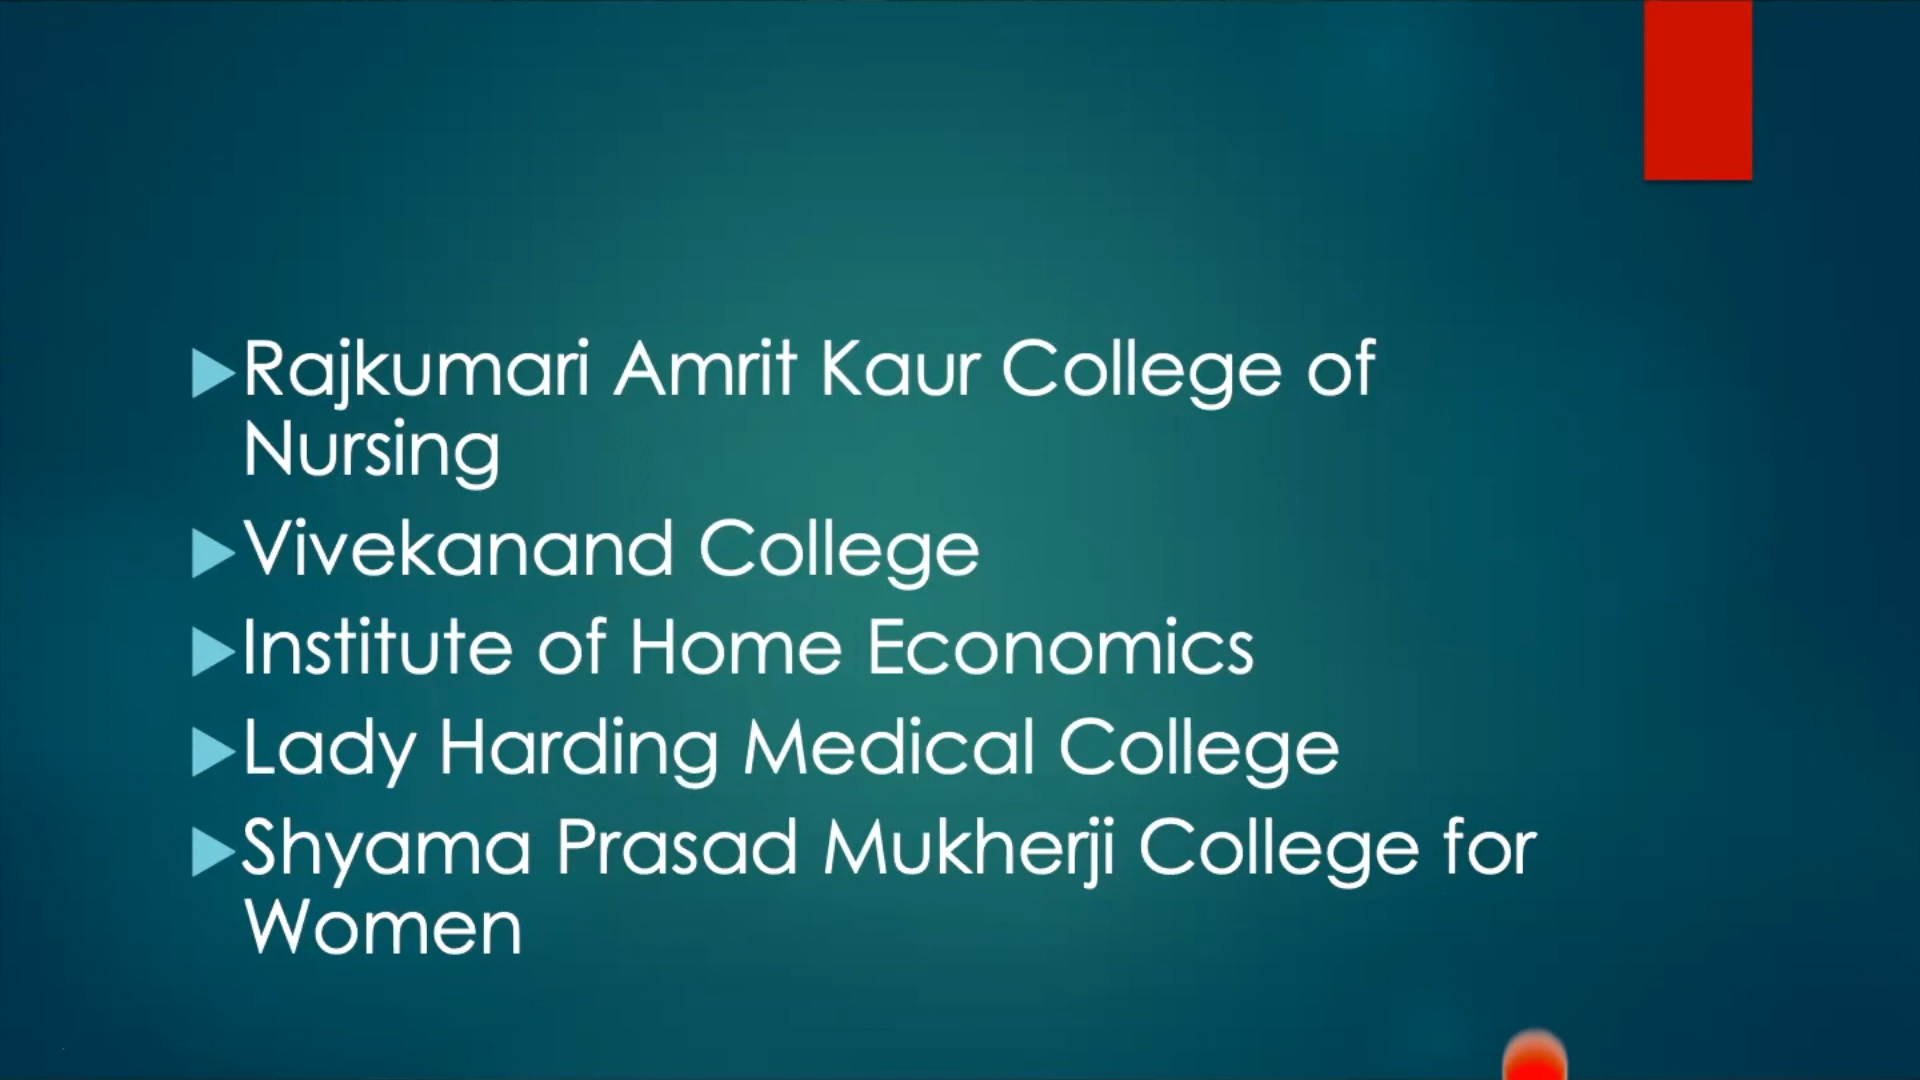 Rajkumari Amrit Kaur College of
Nursing
Vivekanand College
Institute of Home Economics
Lady Harding Medical College
Shyama Prasad Mukherji College for
Women